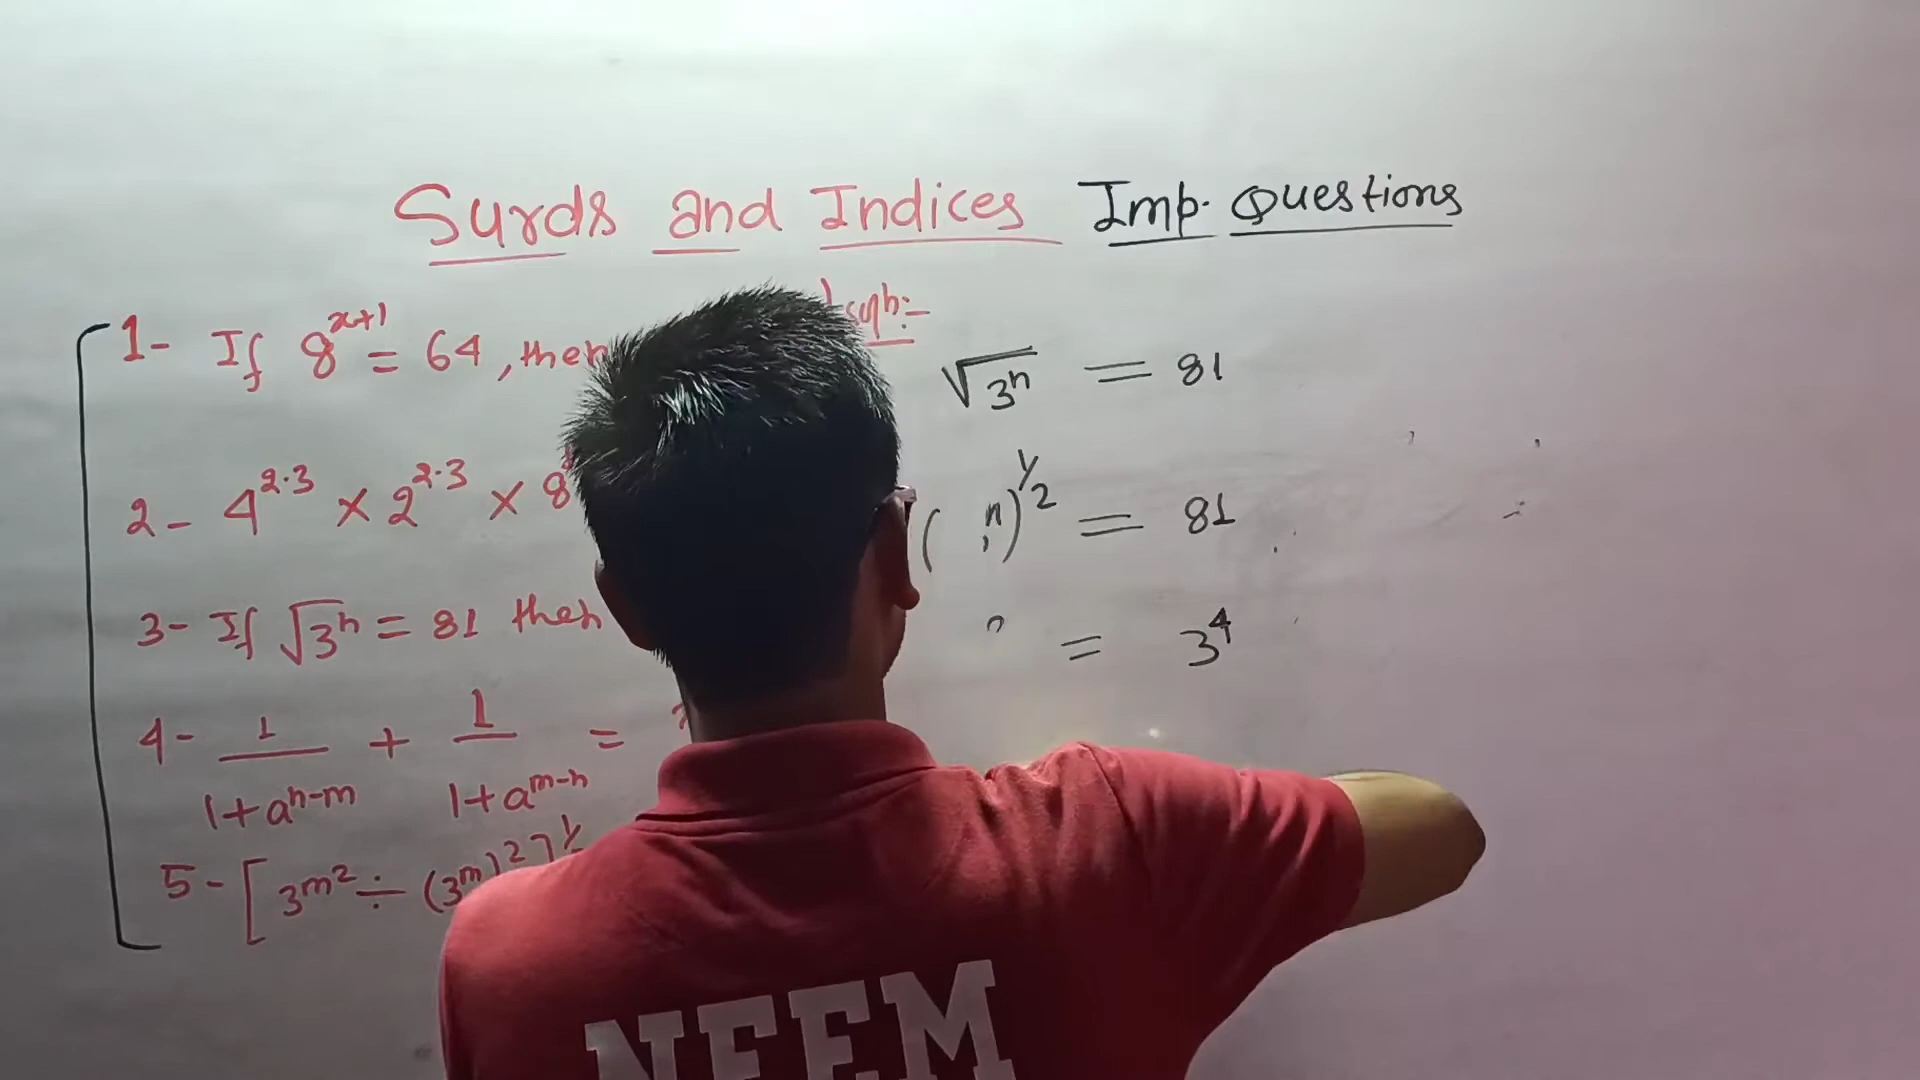 Surds and Indices Imp. Questions
1- If 8^{x+1} = 64, then
2- 4^{2.3} × 2^{2.3} × 8
3- If √3^n = 81 then
4- 1/(1+a^{n-m}) + 1/(1+a^{m-n}) =
5- [3^{m^2} ÷ (3^m)^2]
√3^n = 81
( n)^{1/2} = 81
= 3^4
NEEM